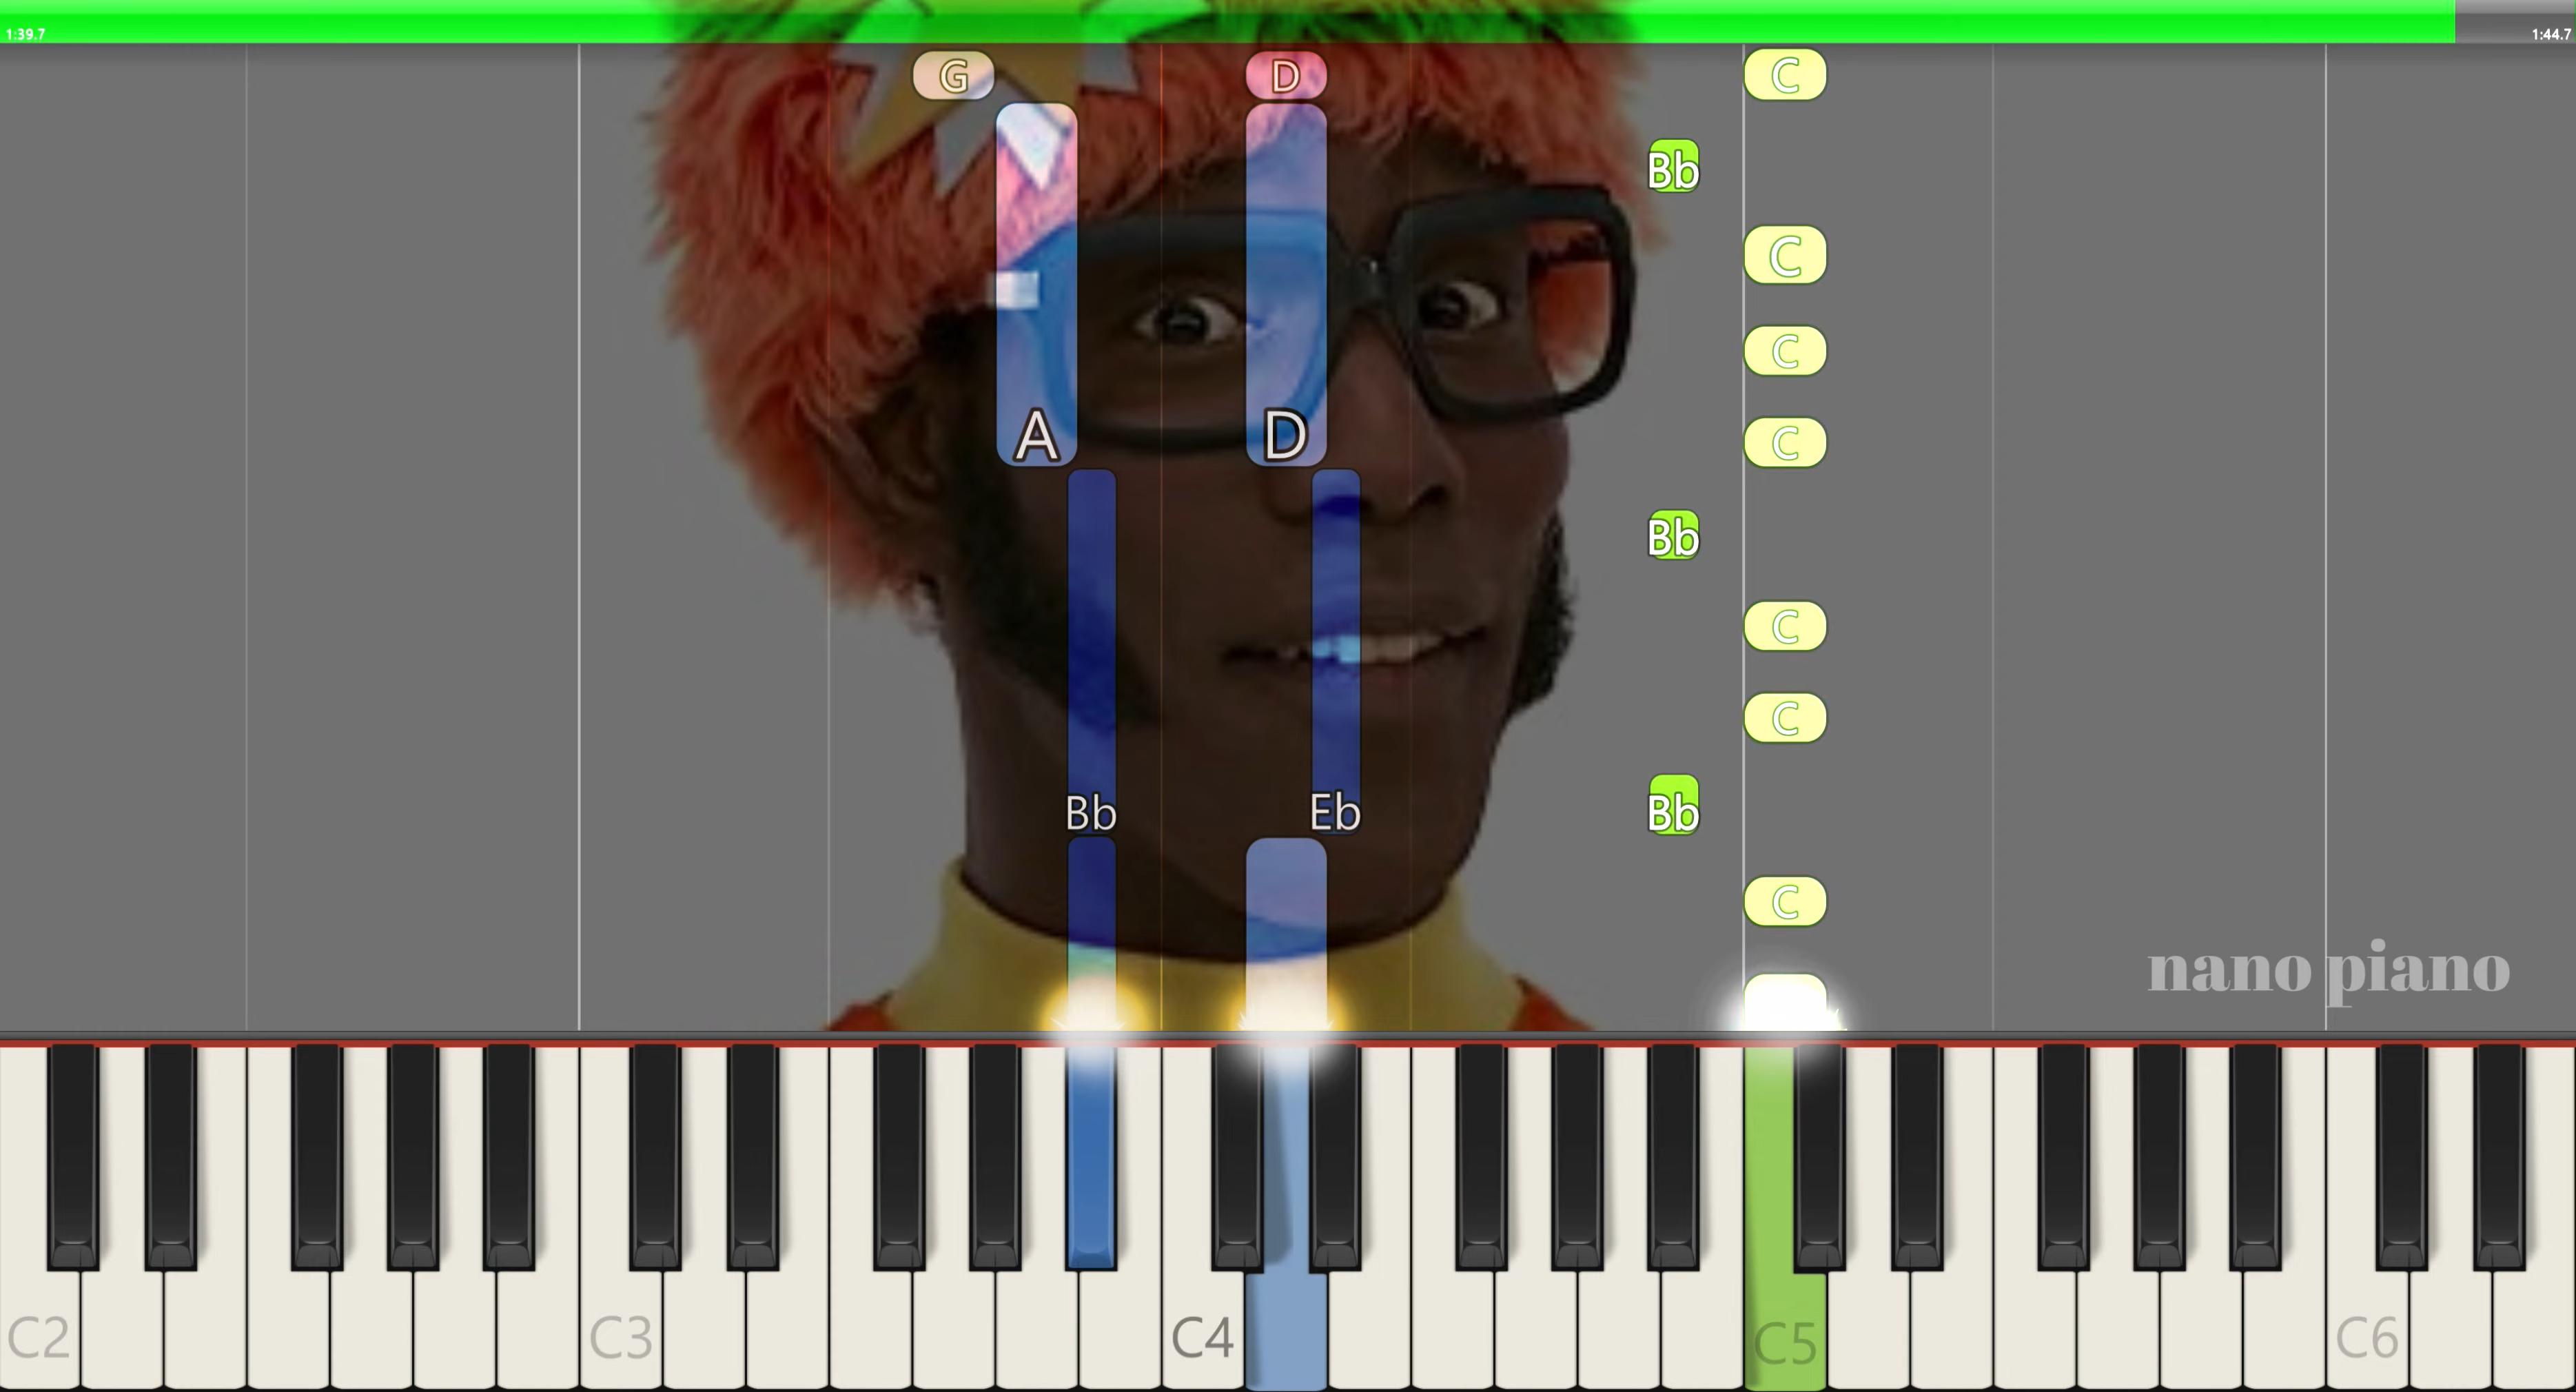 1:39.7
1:44.7
G D C
Bb
C
C
A D C
Bb
C
C
Bb Eb Bb
C
nano piano
C2 C3 C4 C5 C6